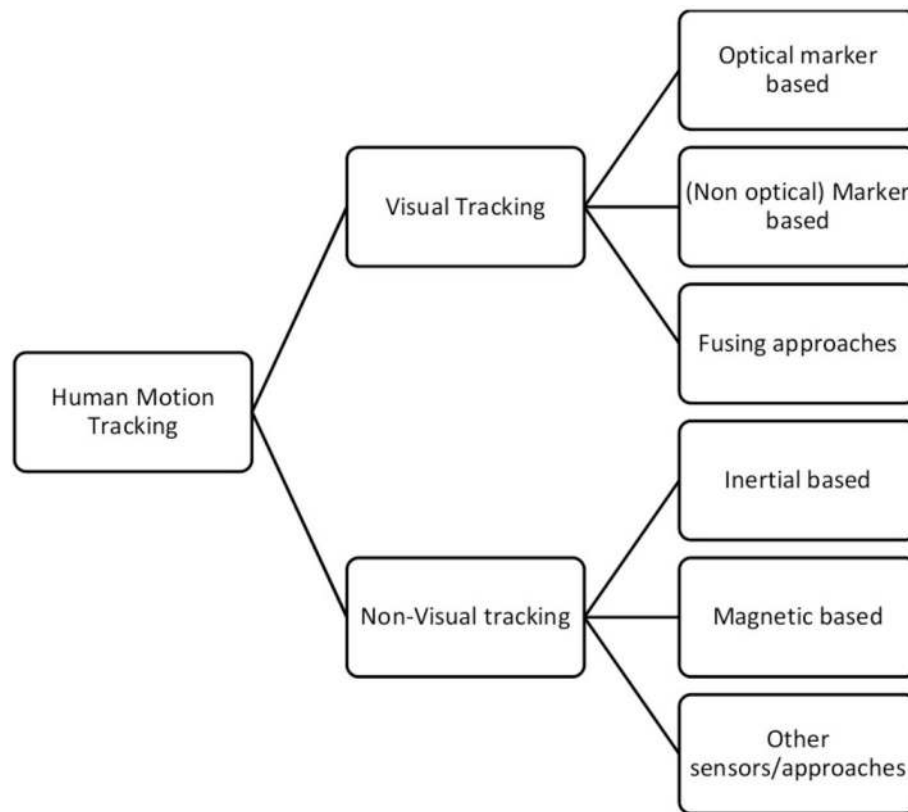 Optical marker
based
Visual Tracking
(Non optical) Marker
based
Fusing approaches
Human Motion
Tracking
Inertial based
Non-Visual tracking
Magnetic based
Other
sensors/approaches